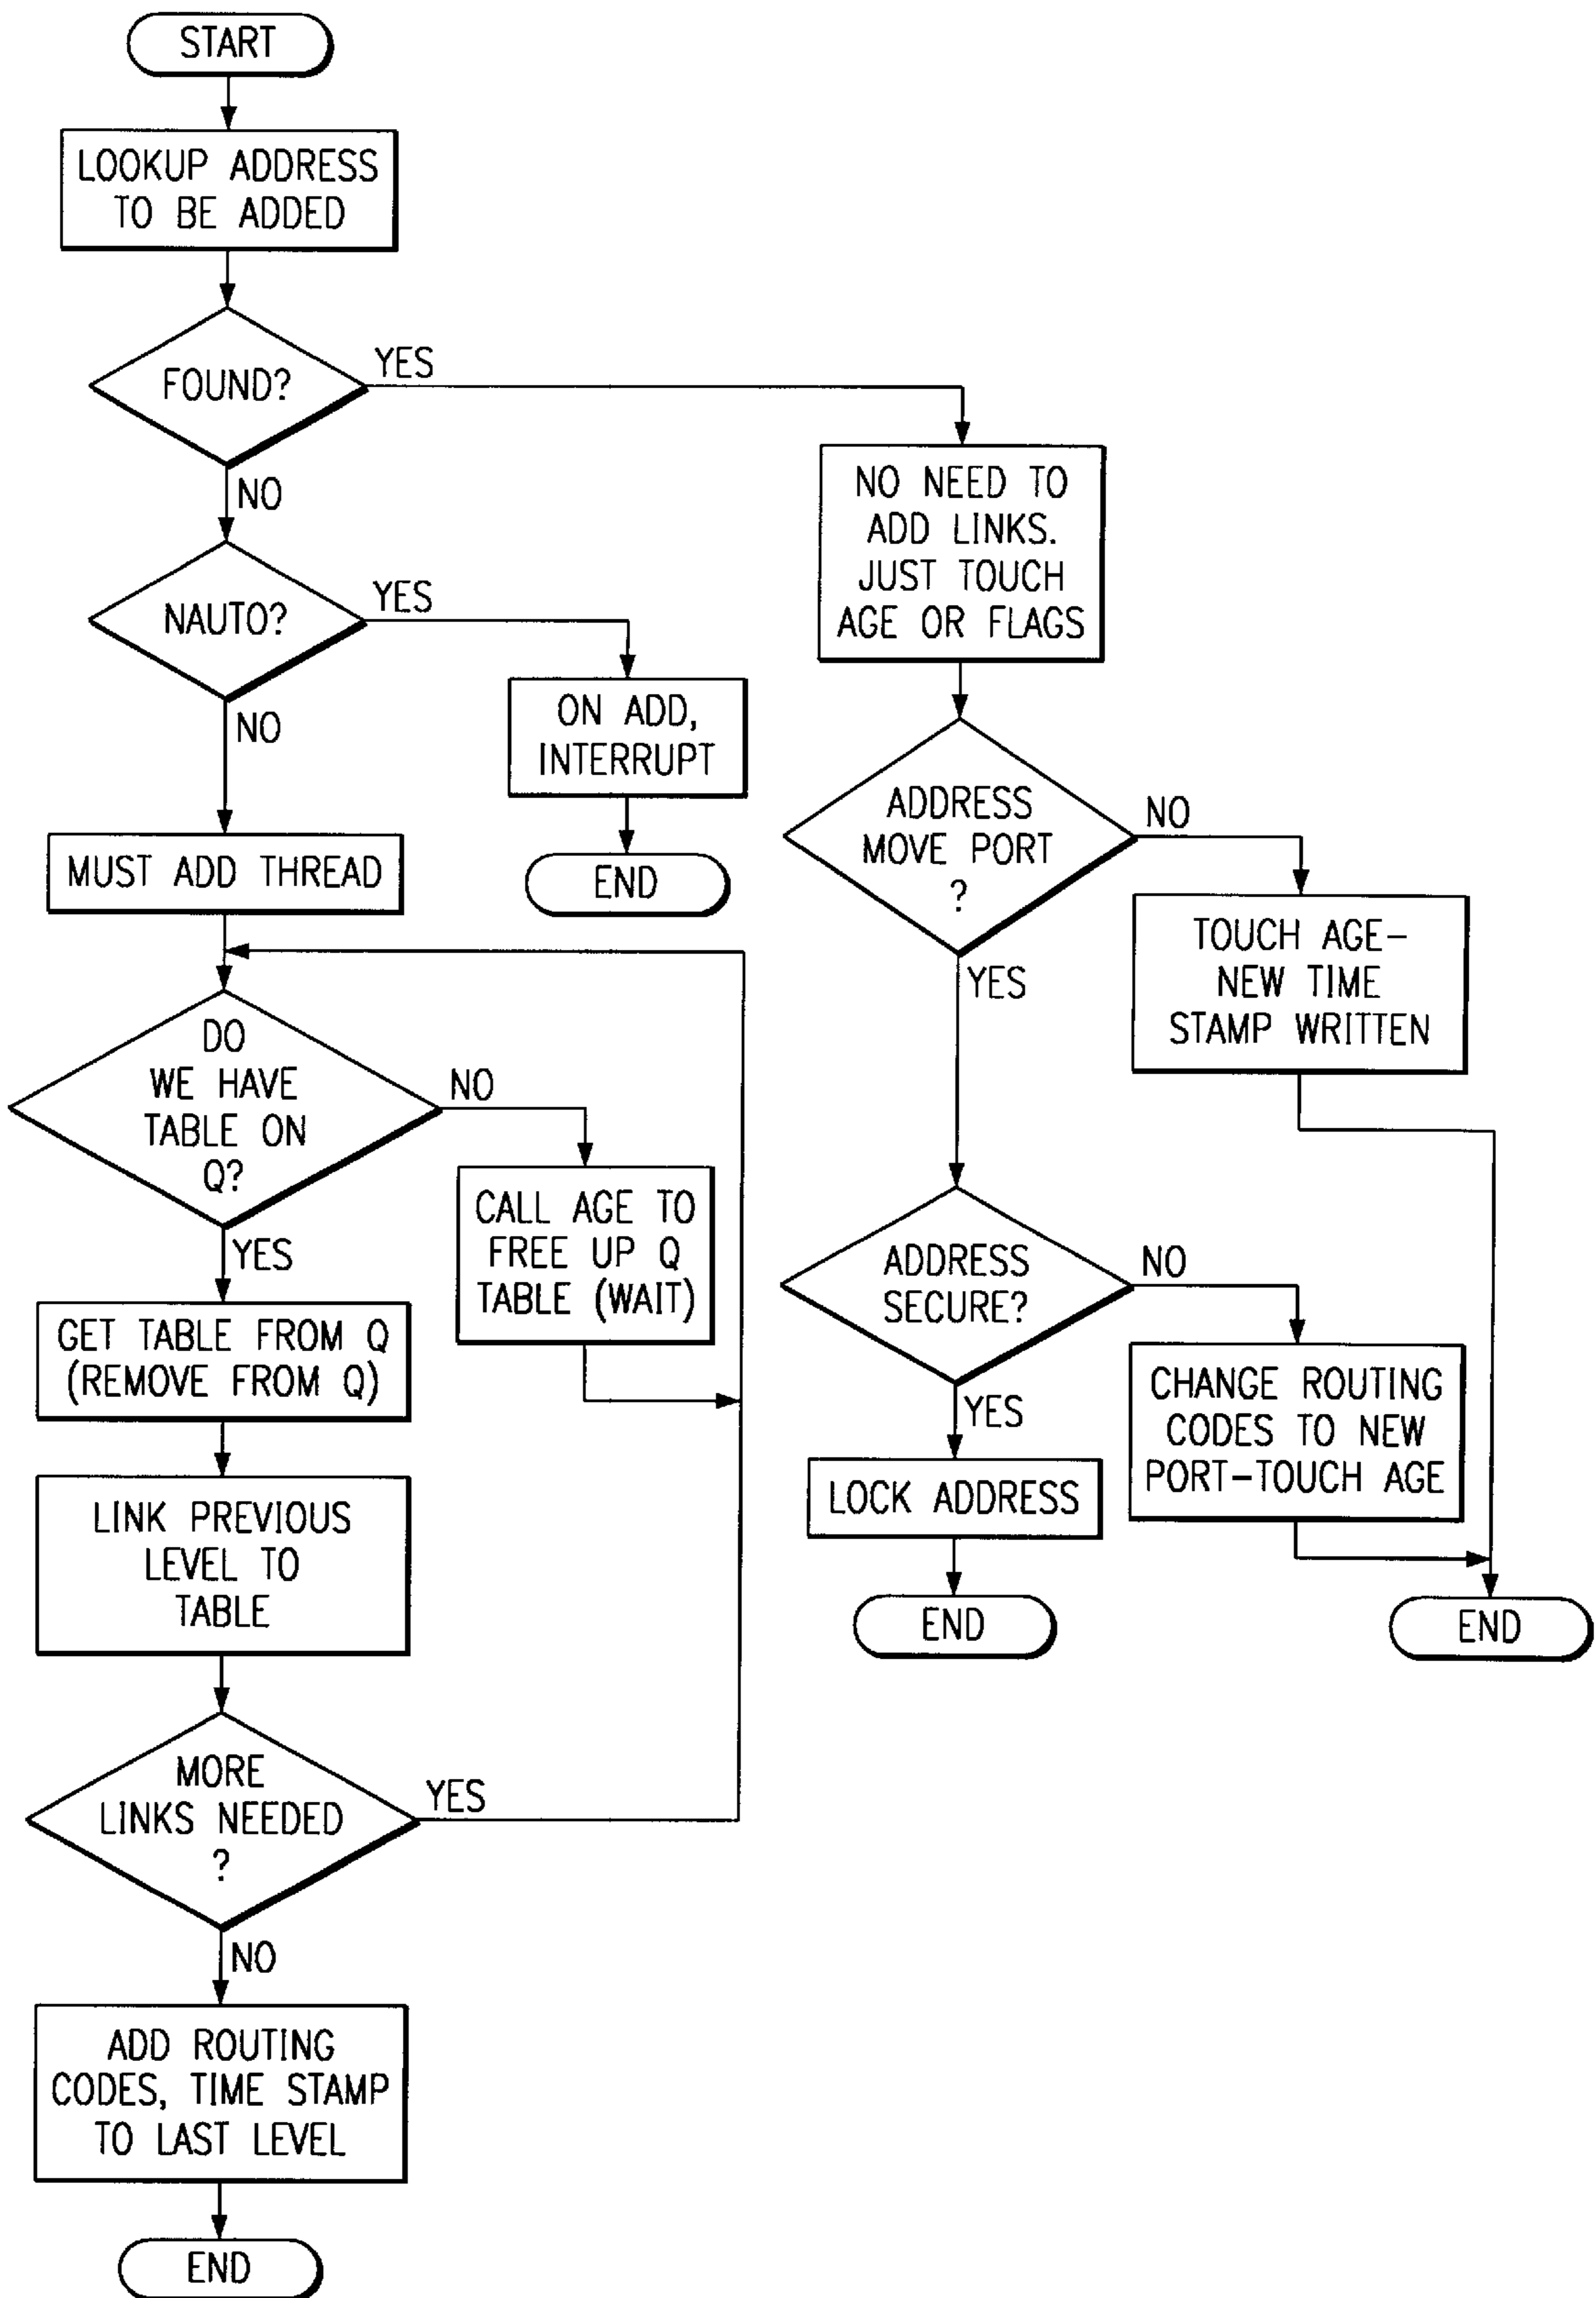 START
LOOKUP ADDRESS
TO BE ADDED
FOUND?
YES
NO
NAUTO?
YES
NO
ON ADD,
INTERRUPT
END
MUST ADD THREAD
DO
WE HAVE
TABLE ON
Q?
NO
YES
CALL AGE TO
FREE UP Q
TABLE (WAIT)
GET TABLE FROM Q
(REMOVE FROM Q)
LINK PREVIOUS
LEVEL TO
TABLE
MORE
LINKS NEEDED
?
YES
NO
ADD ROUTING
CODES, TIME STAMP
TO LAST LEVEL
END
NO NEED TO
ADD LINKS.
JUST TOUCH
AGE OR FLAGS
ADDRESS
MOVE PORT
?
NO
YES
TOUCH AGE-
NEW TIME
STAMP WRITTEN
ADDRESS
SECURE?
NO
YES
CHANGE ROUTING
CODES TO NEW
PORT-TOUCH AGE
LOCK ADDRESS
END
END